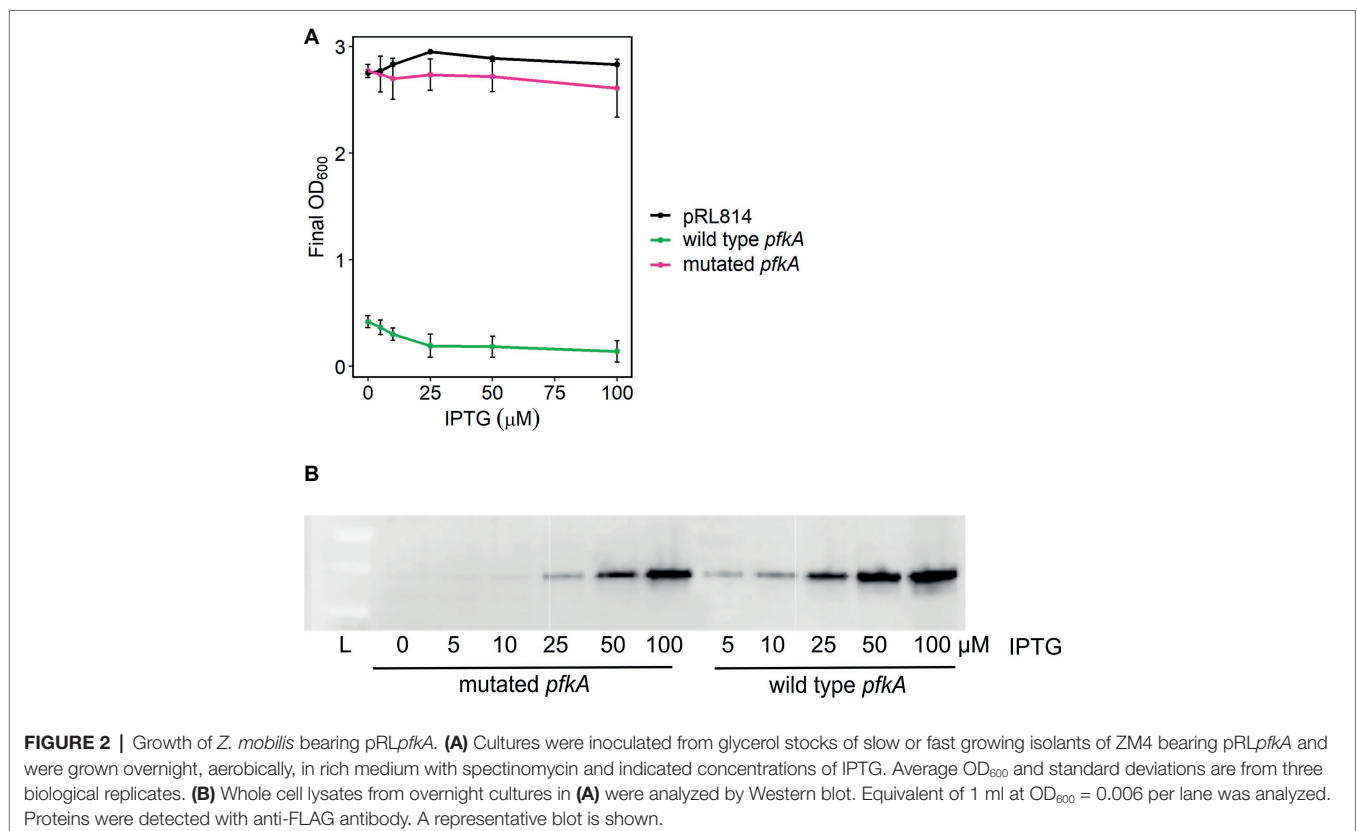 A
3
2
1
0
Final OD600
0 25 50 75 100
IPTG (µM)
pRL814
wild type pfkA
mutated pfkA
B
L 0 5 10 25 50 100 5 10 25 50 100 µM IPTG
mutated pfkA wild type pfkA
FIGURE 2 | Growth of Z. mobilis bearing pRLpfkA. (A) Cultures were inoculated from glycerol stocks of slow or fast growing isolants of ZM4 bearing pRLpfkA and
were grown overnight, aerobically, in rich medium with spectinomycin and indicated concentrations of IPTG. Average OD600 and standard deviations are from three
biological replicates. (B) Whole cell lysates from overnight cultures in (A) were analyzed by Western blot. Equivalent of 1 ml at OD600 = 0.006 per lane was analyzed.
Proteins were detected with anti-FLAG antibody. A representative blot is shown.